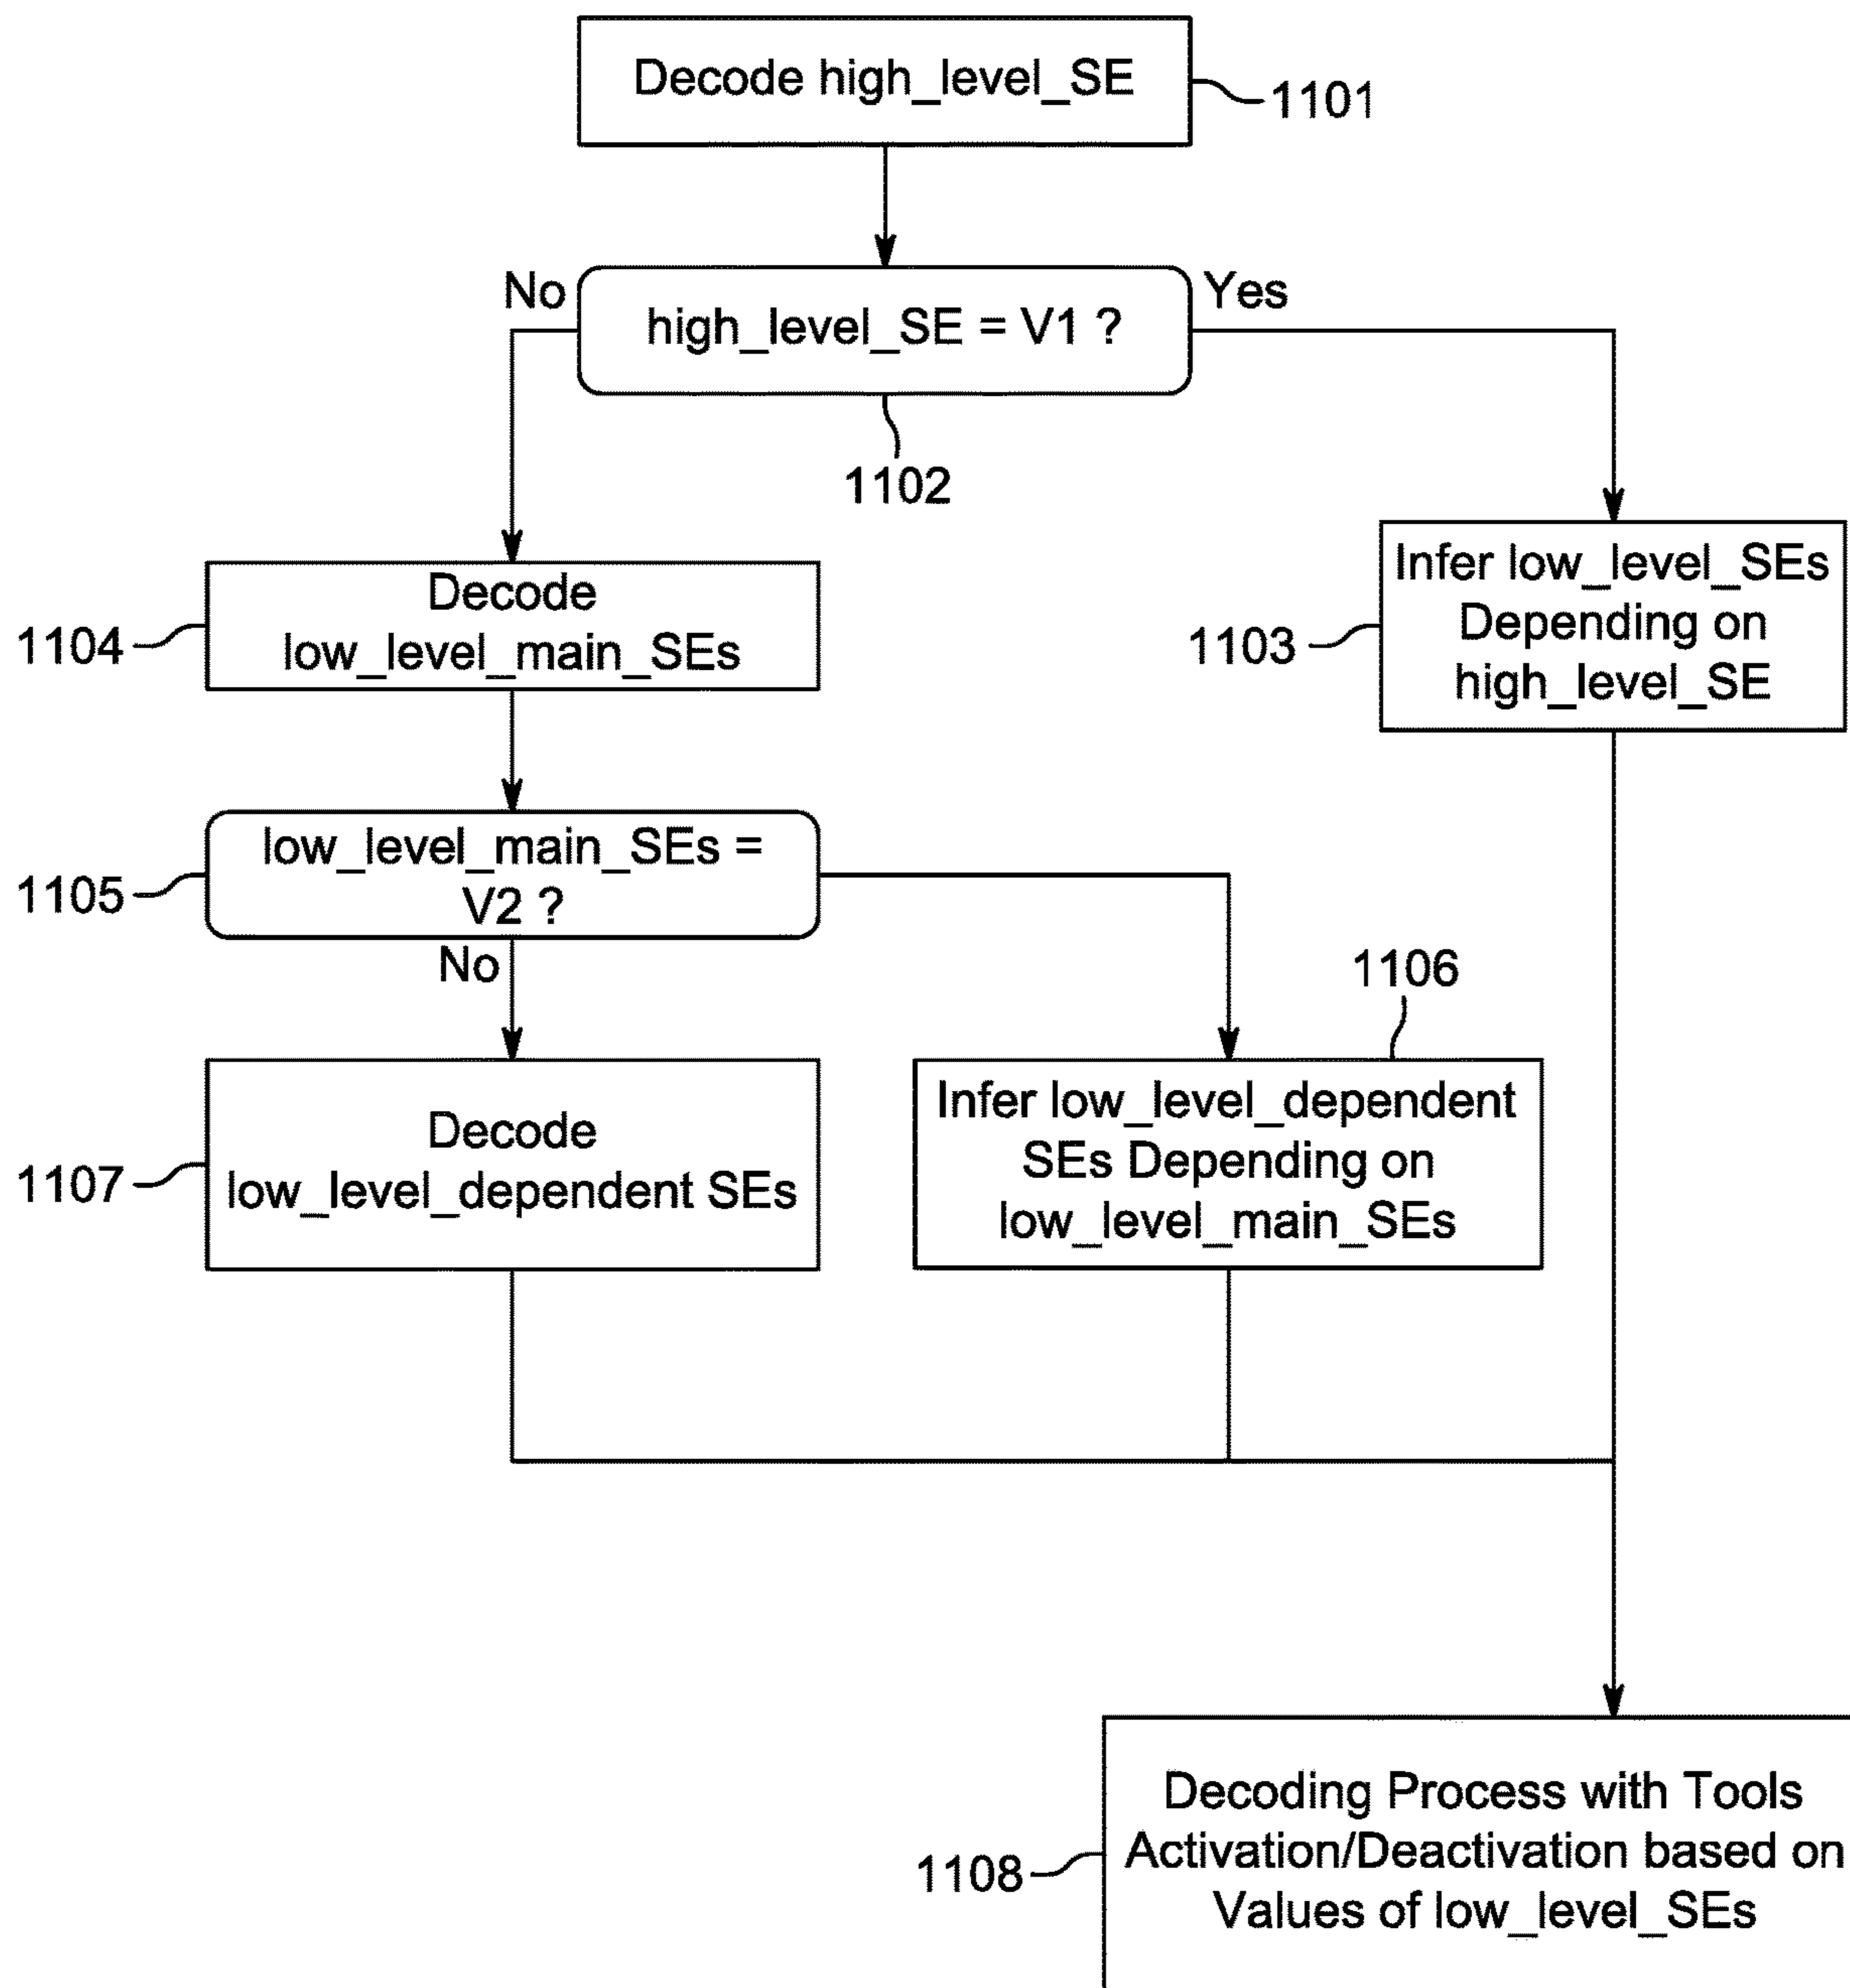 Decode high_level_SE
1101
No
Yes
high_level_SE = V1 ?
1102
Decode
low_level_main_SEs
1104
Infer low_level_SEs
Depending on
high_level_SE
1103
low_level_main_SEs =
V2 ?
1105
No
1106
Decode
low_level_dependent SEs
1107
Infer low_level_dependent
SEs Depending on
low_level_main_SEs
Decoding Process with Tools
Activation/Deactivation based on
Values of low_level_SEs
1108